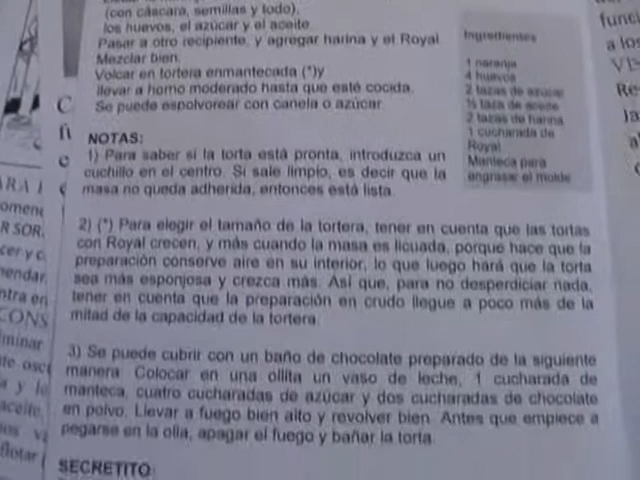 (con cáscara, semillas y todo),
los huevos, el azúcar y el aceite.
Pasar a otro recipiente, y agregar harina y el Royal.
Mezclar bien.
Volcar en tortera enmantecada (*)y
llevar a horno moderado hasta que esté cocida.
Se puede espolvorear con canela o azúcar.
Ingredientes
1 naranja
4 huevos
2 tazas de azúcar
½ taza de aceite
2 tazas de harina
1 cucharada de
Royal
Manteca para
engrasar el molde
NOTAS:
1) Para saber si la torta está pronta, introduzca un
cuchillo en el centro. Si sale limpio, es decir que la
masa no queda adherida, entonces está lista.
2) (*) Para elegir el tamaño de la tortera, tener en cuenta que las tortas
con Royal crecen, y más cuando la masa es licuada, porque hace que la
preparación conserve aire en su interior, lo que luego hará que la torta
sea más esponjosa y crezca más. Así que, para no desperdiciar nada,
tener en cuenta que la preparación en crudo llegue a poco más de la
mitad de la capacidad de la tortera.
3) Se puede cubrir con un baño de chocolate preparado de la siguiente
manera: Colocar en una ollita un vaso de leche, 1 cucharada de
manteca, cuatro cucharadas de azúcar y dos cucharadas de chocolate
en polvo. Llevar a fuego bien alto y revolver bien. Antes que empiece a
pegarse en la olla, apagar el fuego y bañar la torta.
SECRETITO: